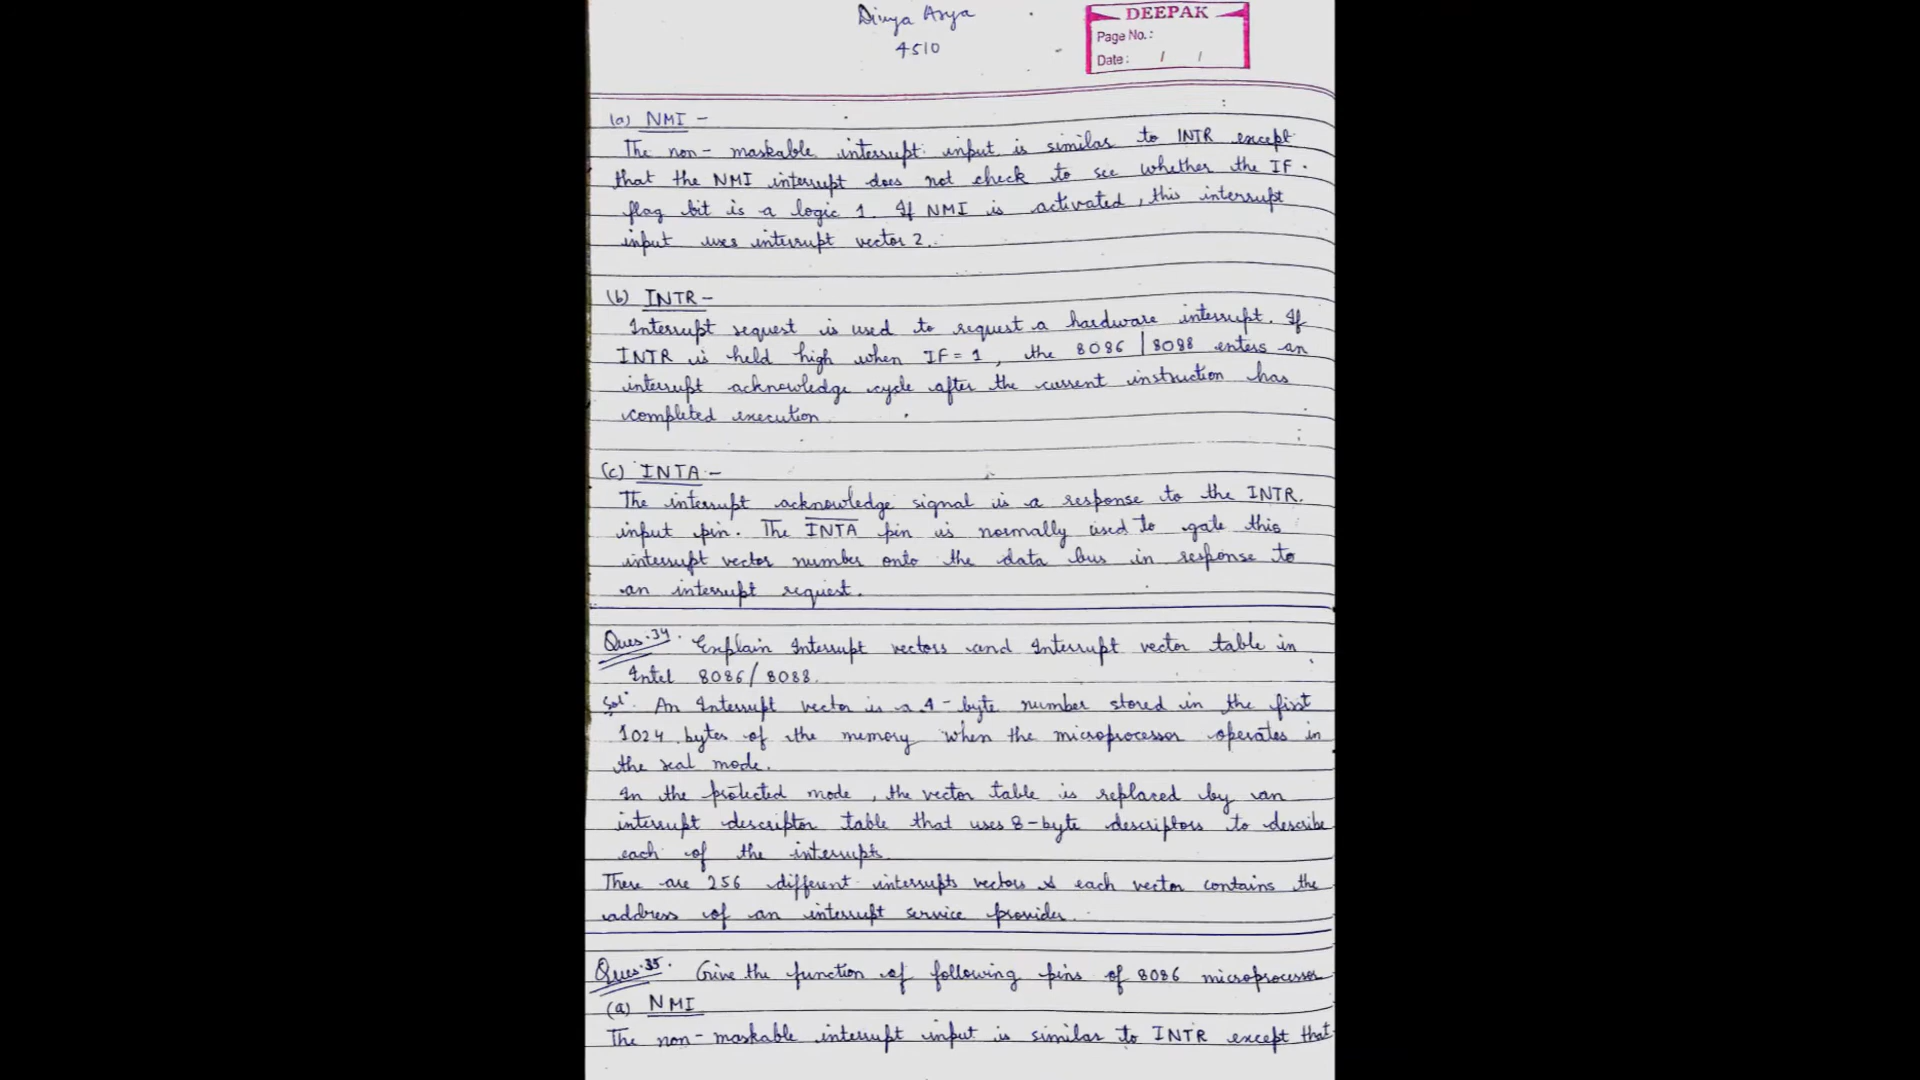 Divya Arya
4510
DEEPAK
Page No.:
Date: / /
(a) NMI -
The non-maskable interrupt input is similar to INTR except
that the NMI interrupt does not check to see whether the IF
flag bit is a logic 1. If NMI is activated, this interrupt
input uses interrupt vector 2.
(b) INTR -
Interrupt request is used to request a hardware interrupt. If
INTR is held high when IF = 1, the 8086 / 8088 enters an
interrupt acknowledge cycle after the current instruction has
completed execution
(c) INTA -
The interrupt acknowledge signal is a response to the INTR.
input pin. The I̅N̅T̅A̅ pin is normally used to gate this
interrupt vector number onto the data bus in response to
an interrupt request.
Ques.34. Explain Interrupt vectors and Interrupt vector table in
Intel 8086/8088.
Sol. An Interrupt vector is a 4-byte number stored in the first
1024 bytes of the memory when the microprocessor operates in
the real mode.
In the protected mode, the vector table is replaced by an
interrupt descriptor table that uses 8-byte descriptors to describe
each of the interrupts.
There are 256 different interrupts vectors & each vector contains the
address of an interrupt service provider.
Ques.35. Give the function of following pins of 8086 microprocessor
(a) NMI
The non-maskable interrupt input is similar to INTR except that